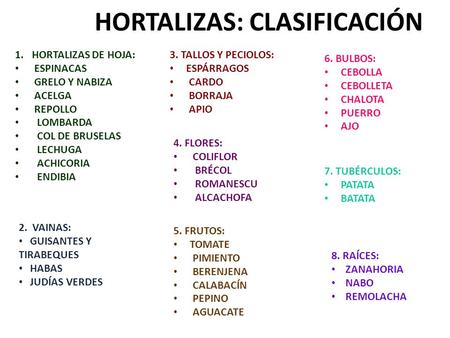 HORTALIZAS: CLASIFICACIÓN
1. HORTALIZAS DE HOJA:
• ESPINACAS
• GRELO Y NABIZA
• ACELGA
• REPOLLO
• LOMBARDA
• COL DE BRUSELAS
• LECHUGA
• ACHICORIA
• ENDIBIA
2. VAINAS:
• GUISANTES Y
TIRABEQUES
• HABAS
• JUDÍAS VERDES
3. TALLOS Y PECIOLOS:
• ESPÁRRAGOS
• CARDO
• BORRAJA
• APIO
4. FLORES:
• COLIFLOR
• BRÉCOL
• ROMANESCU
• ALCACHOFA
5. FRUTOS:
• TOMATE
• PIMIENTO
• BERENJENA
• CALABACÍN
• PEPINO
• AGUACATE
6. BULBOS:
• CEBOLLA
• CEBOLLETA
• CHALOTA
• PUERRO
• AJO
7. TUBÉRCULOS:
• PATATA
• BATATA
8. RAÍCES:
• ZANAHORIA
• NABO
• REMOLACHA